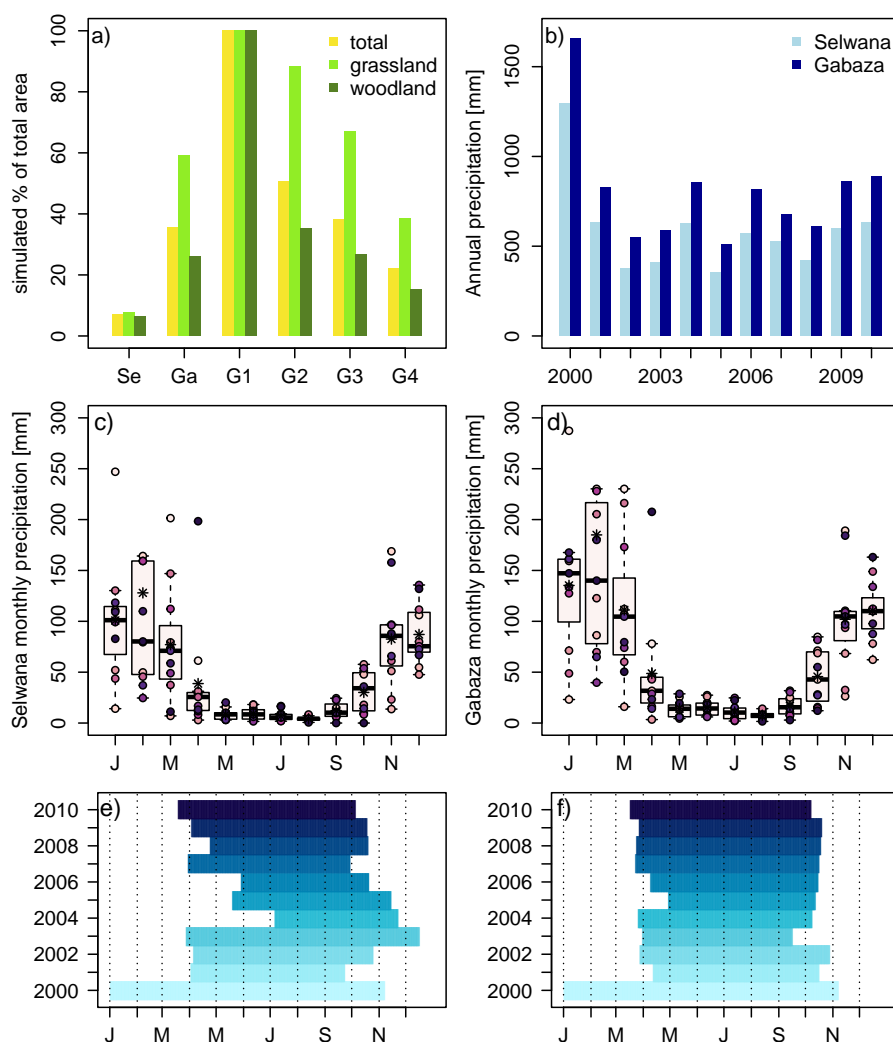 a)
total
grassland
woodland
simulated % of total area
100
80
60
40
20
0
Se Ga G1 G2 G3 G4
b)
Selwana
Gabaza
Annual precipitation [mm]
1500
1000
500
0
2000 2003 2006 2009
c)
Selwana monthly precipitation [mm]
300
250
200
150
100
50
0
J M M J S N
d)
Gabaza monthly precipitation [mm]
300
250
200
150
100
50
0
J M M J S N
e)
2010
2008
2006
2004
2002
2000
J M M J S N
f)
2010
2008
2006
2004
2002
2000
J M M J S N